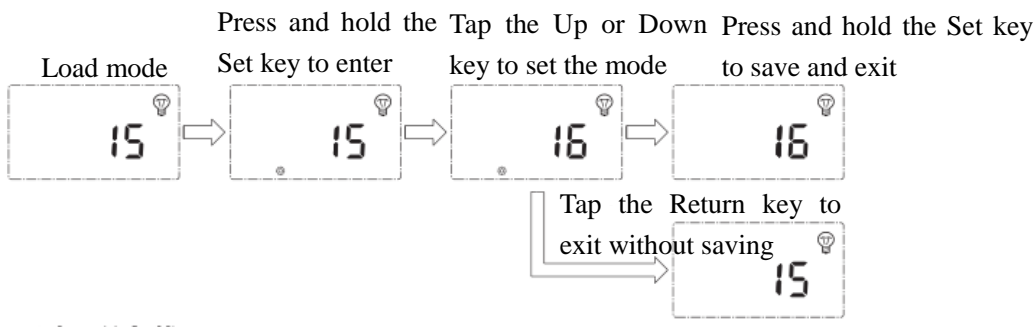 Press and hold the
Set key to enter
Tap the Up or Down
key to set the mode
Press and hold the Set key
to save and exit
Load mode
15
15
16
16
Tap the Return key to
exit without saving
15